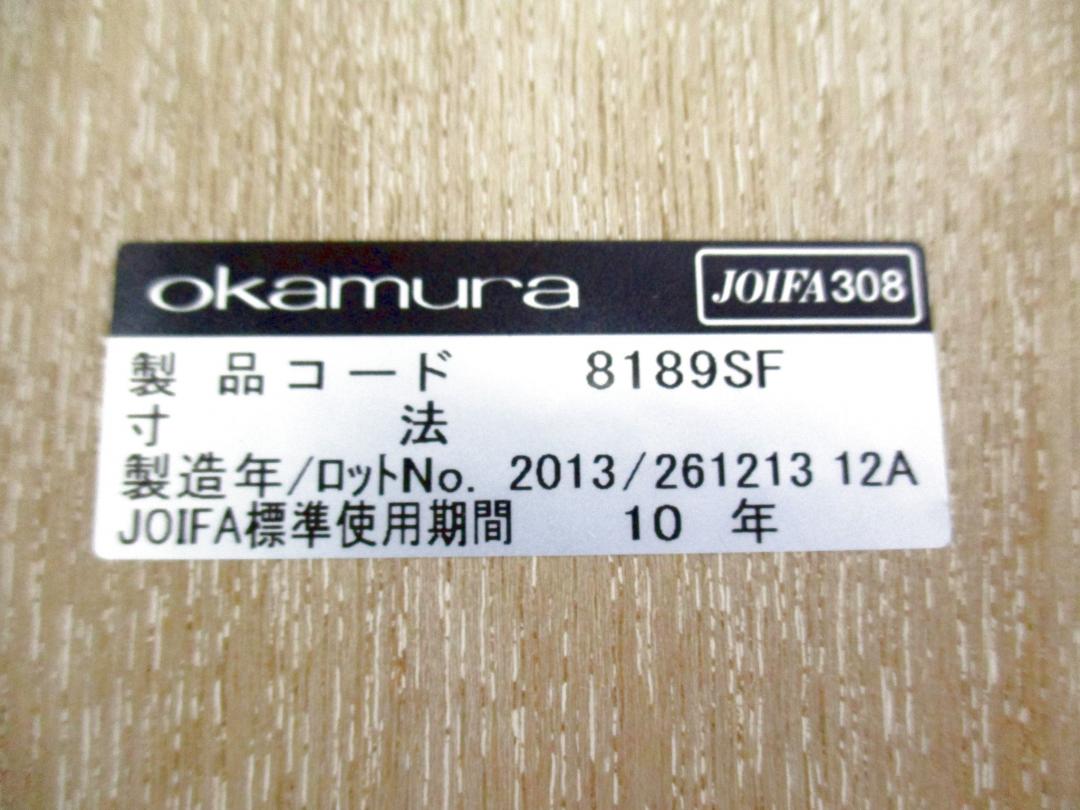 okamura JOIFA308
製品コード 8189SF
寸法
製造年/ロットNo. 2013/261213 12A
JOIFA標準使用期間 10 年